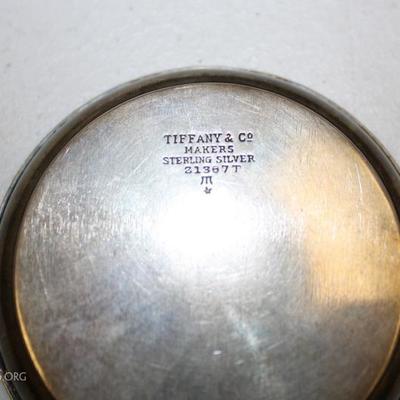 TIFFANY & Co
MAKERS
STERLING SILVER
21367T
M
.ORG